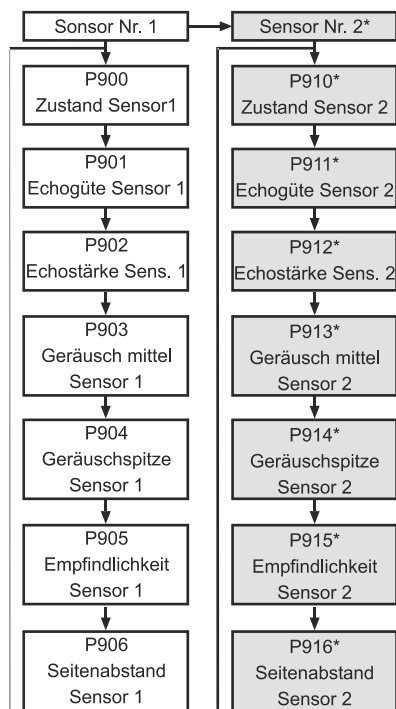 Sonsor Nr. 1
P900
Zustand Sensor1
P901
Echogüte Sensor 1
P902
Echostärke Sens. 1
P903
Geräusch mittel
Sensor 1
P904
Geräuschspitze
Sensor 1
P905
Empfindlichkeit
Sensor 1
P906
Seitenabstand
Sensor 1
Sensor Nr. 2*
P910*
Zustand Sensor 2
P911*
Echogüte Sensor 2
P912*
Echostärke Sens. 2
P913*
Geräusch mittel
Sensor 2
P914*
Geräuschspitze
Sensor 2
P915*
Empfindlichkeit
Sensor 2
P916*
Seitenabstand
Sensor 2